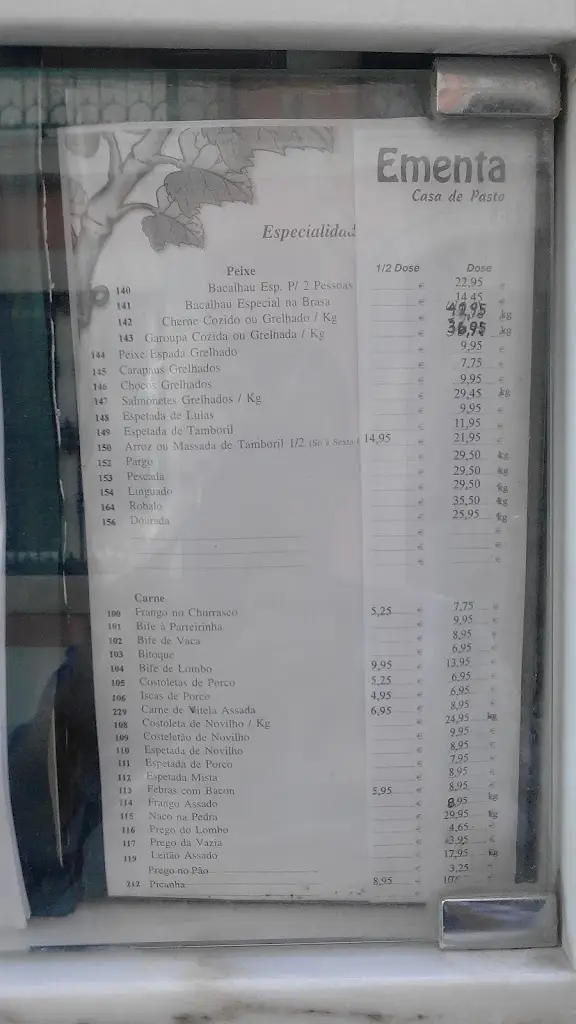 Ementa
Casa de Pasto
Especialidad
Peixe 1/2 Dose Dose
140 Bacalhau Esp. P/ 2 Pessoas € 22,95 €
141 Bacalhau Especial na Brasa € 14,45 €
142 Cherne Cozido ou Grelhado / Kg € kg
143 Garoupa Cozida ou Grelhada / Kg € 36,95 kg
144 Peixe Espada Grelhado € 9,95 €
145 Carapaus Grelhados € 7,75 €
146 Chocos Grelhados € 9,95 €
147 Salmonetes Grelhados / Kg € 29,45 kg
148 Espetada de Lulas € 9,95 €
149 Espetada de Tamboril € 11,95 €
150 Arroz ou Massada de Tamboril 1/2 (Só à Sexta 14,95 € 21,95 €
152 Pargo € 29,50 kg
153 Pescada € 29,50 kg
154 Linguado € 29,50 kg
164 Robalo € 35,50 kg
156 Dourada € 25,95 kg
€ €
€ €
€ €
Carne
100 Frango no Churrasco 5,25 € 7,75 €
101 Bife à Parreirinha € 9,95 €
102 Bife de Vaca € 8,95 €
103 Bitoque € 6,95 €
104 Bife de Lombo 9,95 € 13,95 €
105 Costoletas de Porco 5,25 € 6,95 €
106 Iscas de Porco 4,95 € 6,95 €
229 Carne de Vitela Assada 6,95 € 8,95 €
108 Costoleta de Novilho / Kg € 24,95 kg
109 Costeletão de Novilho € 9,95 €
110 Espetada de Novilho € 8,95 €
111 Espetada de Porco € 7,95 €
112 Espetada Mista € 8,95 €
113 Febras com Bacon 5,95 € 8,95 €
114 Frango Assado € 8,95 kg
115 Naco na Pedra € 29,95 kg
116 Prego do Lombo € 4,65 €
117 Prego da Vazia € 3,95 €
119 Leitão Assado € 17,95 kg
Prego no Pão € 3,25 €
212 Picanha 8,95 € €